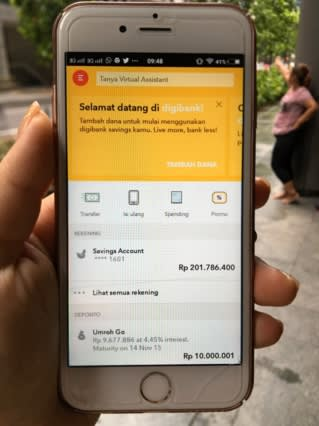 3G 3G 09:48 41%
E Tanya Virtual Assistant
Selamat datang di digibank!
Tambah dana untuk mulai menggunakan
digibank savings kamu. Live more, bank less!
TAMBAH DANA
Transfer Isi ulang Spending Promo
REKENING
Savings Account
**** 1601
Rp 201.786.400
Lihat semua rekening
DEPOSITO
Umroh Go
Rp 9.677.886 at 4.45% interest.
Maturity on 14 Nov 15
Rp 10.000.001